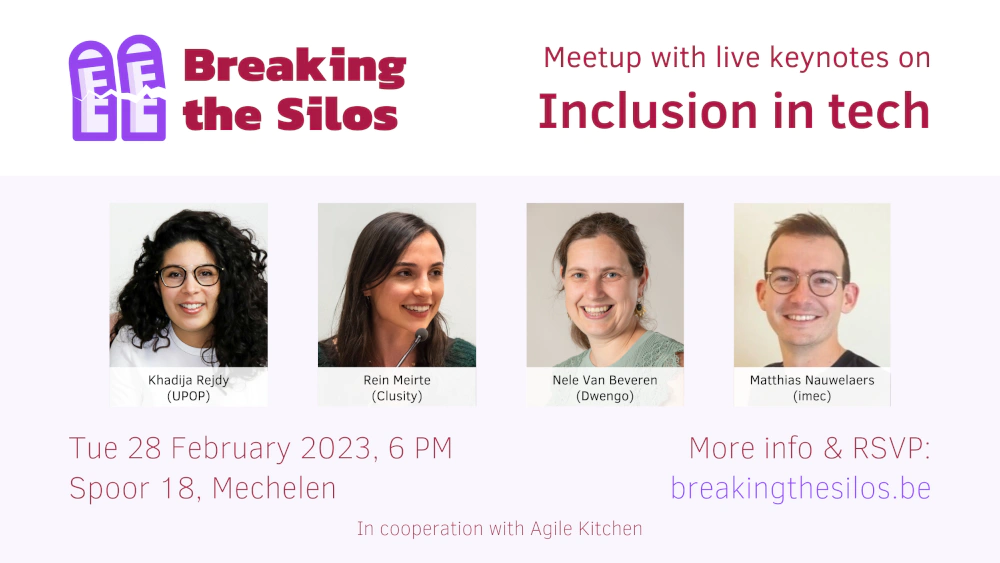 Breaking
the Silos
Meetup with live keynotes on
Inclusion in tech
Khadija Rejdy
(UPOP)
Rein Meirte
(Clusity)
Nele Van Beveren
(Dwengo)
Matthias Nauwelaers
(imec)
Tue 28 February 2023, 6 PM
Spoor 18, Mechelen
More info & RSVP:
breakingthesilos.be
In cooperation with Agile Kitchen